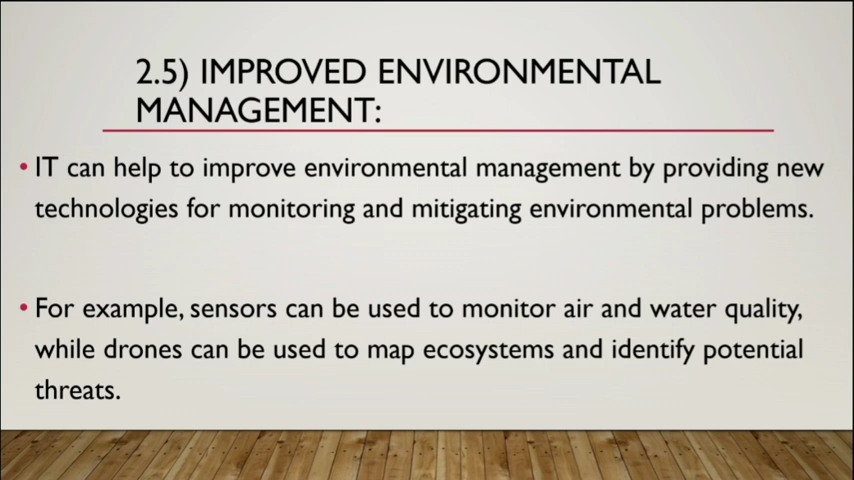 2.5) IMPROVED ENVIRONMENTAL
MANAGEMENT:
• IT can help to improve environmental management by providing new
technologies for monitoring and mitigating environmental problems.
• For example, sensors can be used to monitor air and water quality,
while drones can be used to map ecosystems and identify potential
threats.